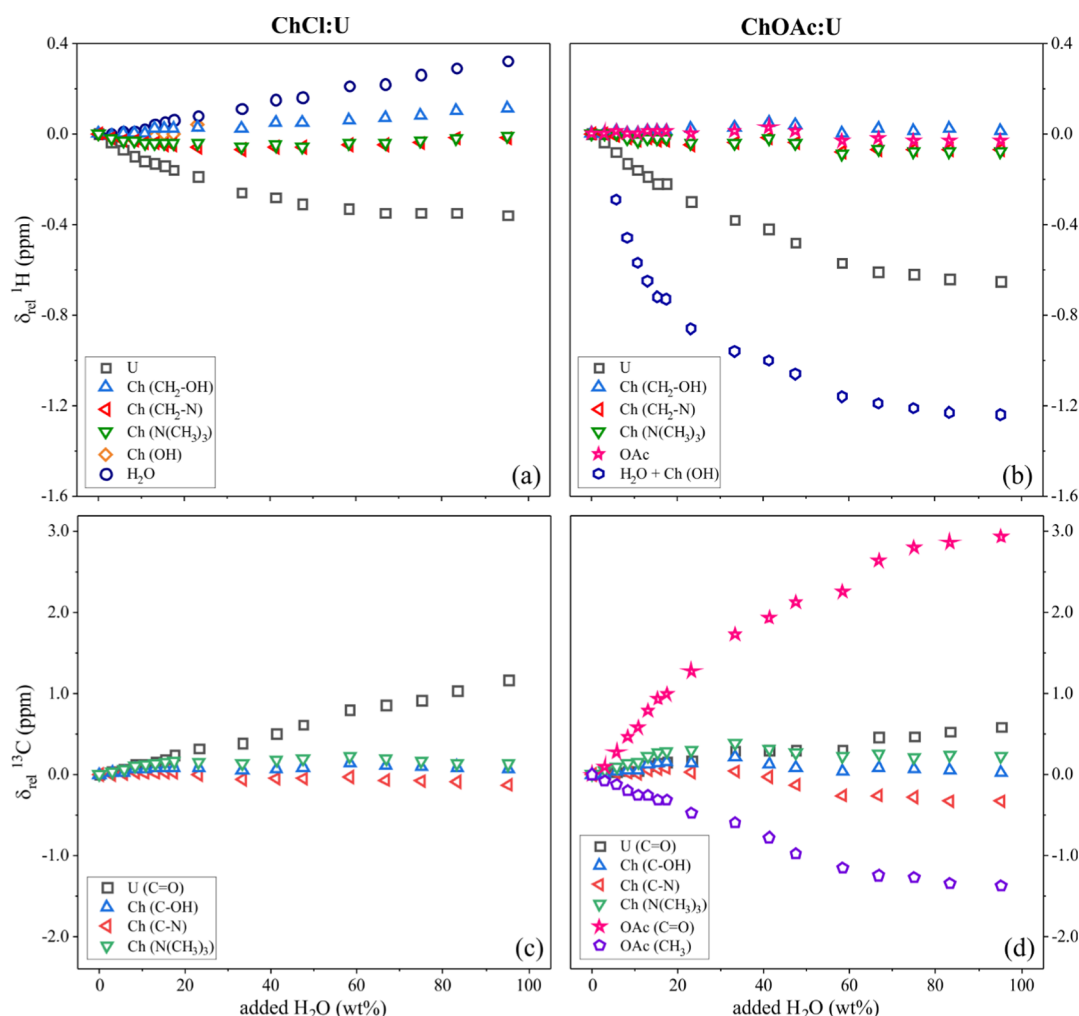 ChCl:U
ChOAc:U
0.4
0.0
-0.4
-0.8
-1.2
-1.6
δrel ¹H (ppm)
U
Ch (CH₂-OH)
Ch (CH₂-N)
Ch (N(CH₃)₃)
Ch (OH)
H₂O
(a)
0.4
0.0
-0.4
-0.8
-1.2
-1.6
U
Ch (CH₂-OH)
Ch (CH₂-N)
Ch (N(CH₃)₃)
OAc
H₂O + Ch (OH)
(b)
3.0
2.0
1.0
0.0
-1.0
-2.0
δrel ¹³C (ppm)
U (C=O)
Ch (C-OH)
Ch (C-N)
Ch (N(CH₃)₃)
(c)
0 20 40 60 80 100
added H₂O (wt%)
3.0
2.0
1.0
0.0
-1.0
-2.0
U (C=O)
Ch (C-OH)
Ch (C-N)
Ch (N(CH₃)₃)
OAc (C=O)
OAc (CH₃)
(d)
0 20 40 60 80 100
added H₂O (wt%)